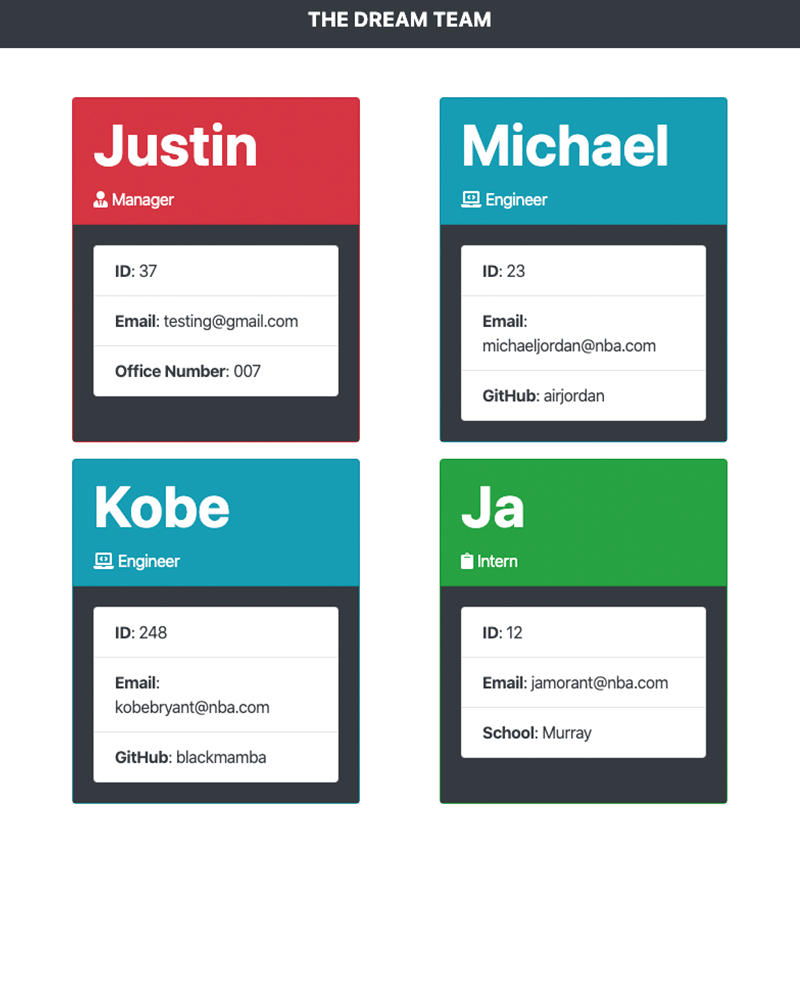 THE DREAM TEAM
Justin
Manager
ID: 37
Email: testing@gmail.com
Office Number: 007
Michael
Engineer
ID: 23
Email:
michaeljordan@nba.com
GitHub: airjordan
Kobe
Engineer
ID: 248
Email:
kobebryant@nba.com
GitHub: blackmamba
Ja
Intern
ID: 12
Email: jamorant@nba.com
School: Murray